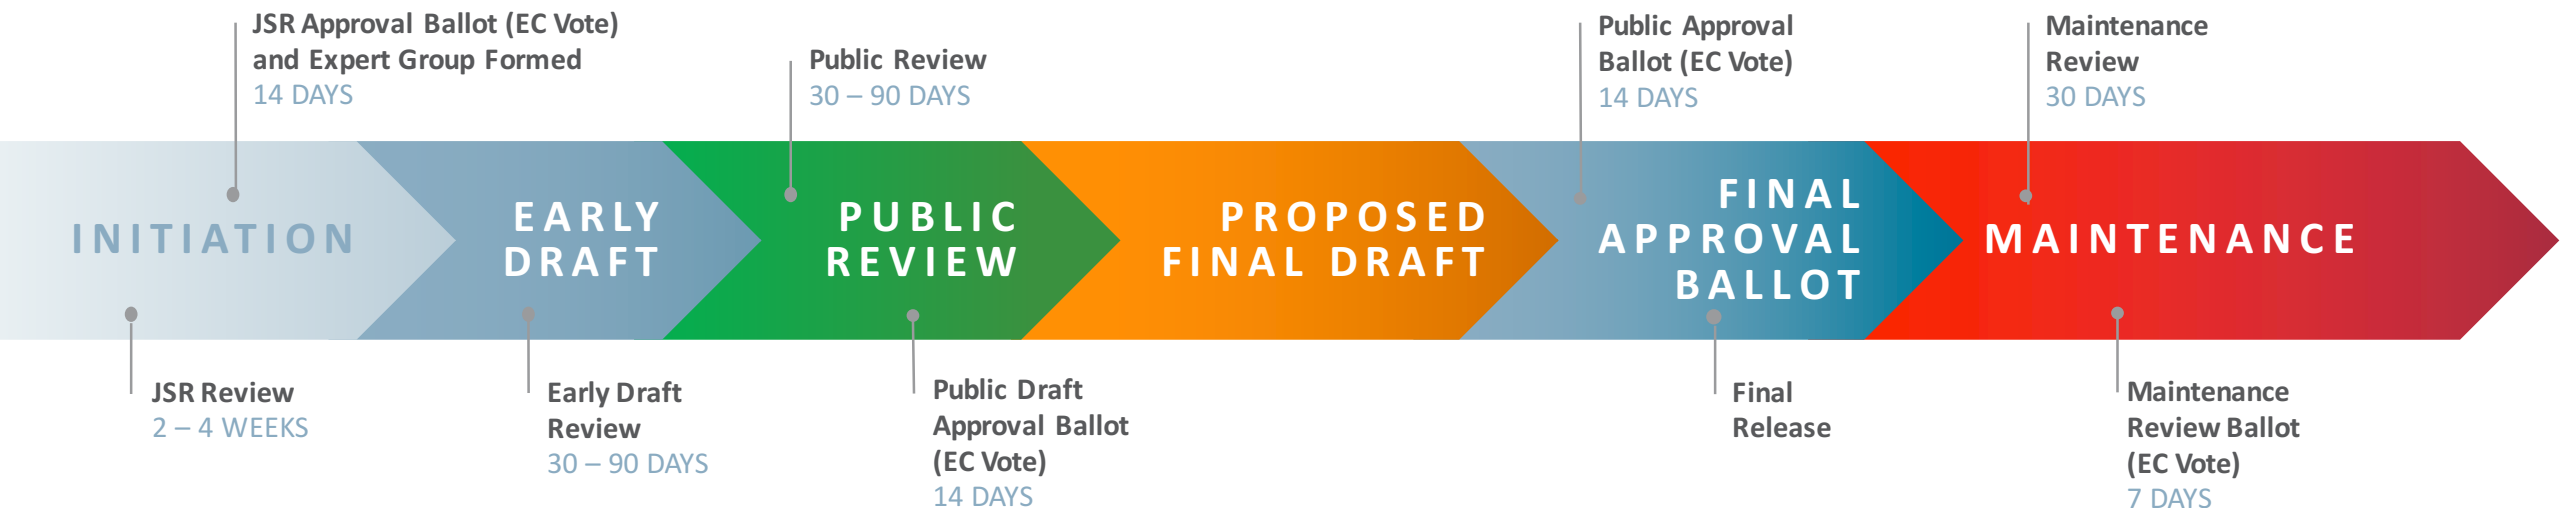 JSR Approval Ballot (EC Vote)
and Expert Group Formed
14 DAYS
Public Review
30 – 90 DAYS
Public Approval
Ballot (EC Vote)
14 DAYS
Maintenance
Review
30 DAYS
INITIATION
EARLY
DRAFT
PUBLIC
REVIEW
PROPOSED
FINAL DRAFT
FINAL
APPROVAL
BALLOT
MAINTENANCE
JSR Review
2 – 4 WEEKS
Early Draft
Review
30 – 90 DAYS
Public Draft
Approval Ballot
(EC Vote)
14 DAYS
Final
Release
Maintenance
Review Ballot
(EC Vote)
7 DAYS